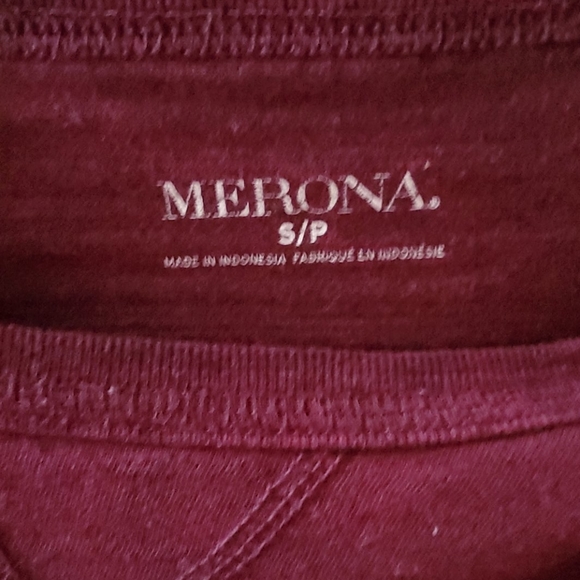 MERONA.
S/P
MADE IN INDONESIA FABRIQUÉ EN INDONÉSIE